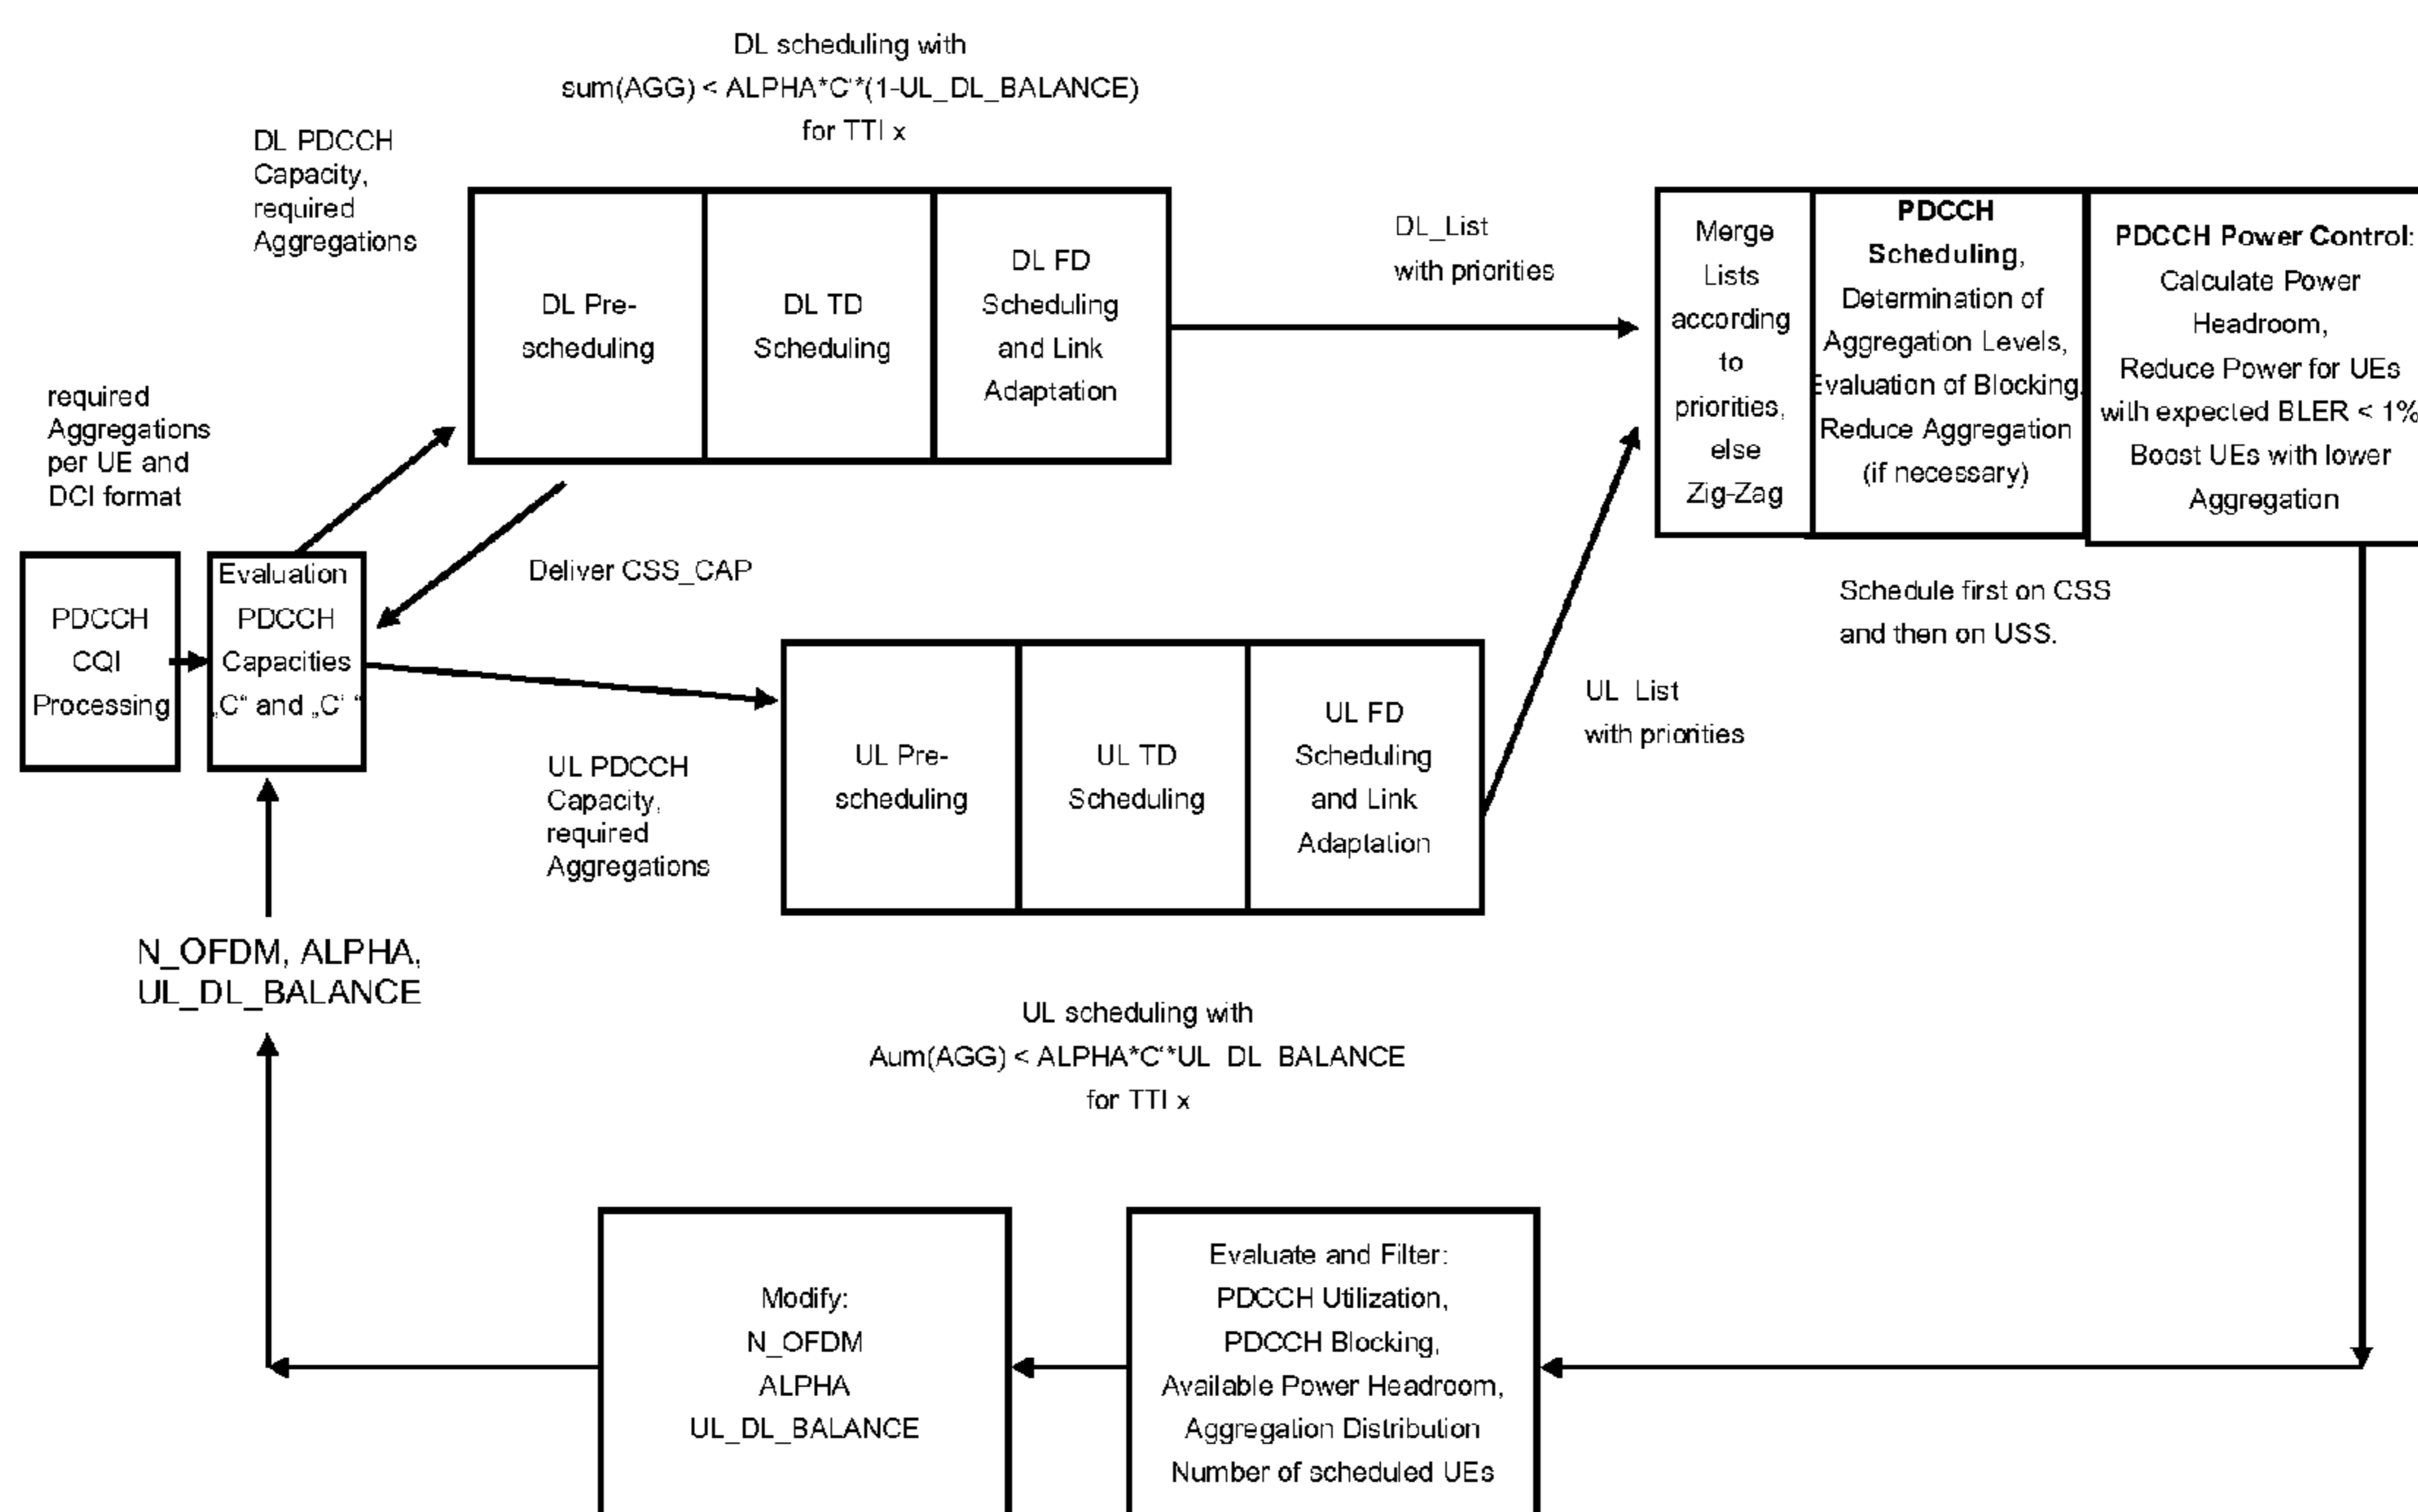 DL scheduling with
sum(AGG) < ALPHA*C'*(1-UL_DL_BALANCE)
for TTI x
DL PDCCH
Capacity,
required
Aggregations
DL Pre-
scheduling
DL TD
Scheduling
DL FD
Scheduling
and Link
Adaptation
DL_List
with priorities
Merge
Lists
according
to
priorities,
else
Zig-Zag
PDCCH
Scheduling,
Determination of
Aggregation Levels,
Evaluation of Blocking,
Reduce Aggregation
(if necessary)
PDCCH Power Control:
Calculate Power
Headroom,
Reduce Power for UEs
with expected BLER < 1%
Boost UEs with lower
Aggregation
required
Aggregations
per UE and
DCI format
PDCCH
CQI
Processing
Evaluation
PDCCH
Capacities
„C“ and „C‘ “
Deliver CSS_CAP
Schedule first on CSS
and then on USS.
UL PDCCH
Capacity,
required
Aggregations
UL Pre-
scheduling
UL TD
Scheduling
UL FD
Scheduling
and Link
Adaptation
UL List
with priorities
N_OFDM, ALPHA,
UL_DL_BALANCE
UL scheduling with
Aum(AGG) < ALPHA*C'*UL DL BALANCE
for TTI x
Modify:
N_OFDM
ALPHA
UL_DL_BALANCE
Evaluate and Filter:
PDCCH Utilization,
PDCCH Blocking,
Available Power Headroom,
Aggregation Distribution
Number of scheduled UEs